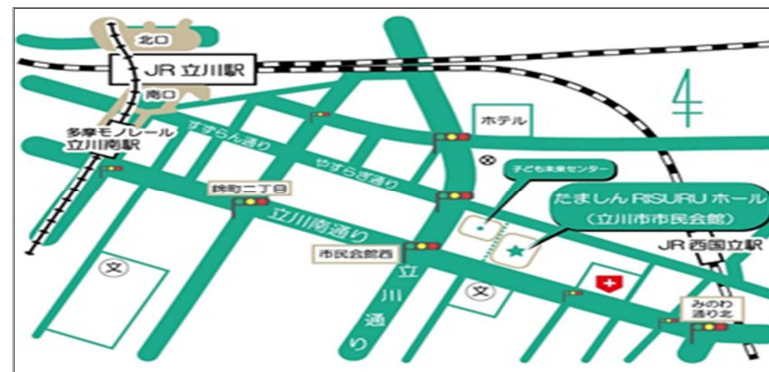 北口
JR 立川駅
南口
多摩モノレール
立川南駅
すずらん通り
やすらぎ通り
ホテル
子ども未来センター
たましん RISURU ホール
(立川市市民会館)
JR 西国立駅
錦町二丁目
立川南通り
市民会館西
立川通り
文
文
みのわ
通り北